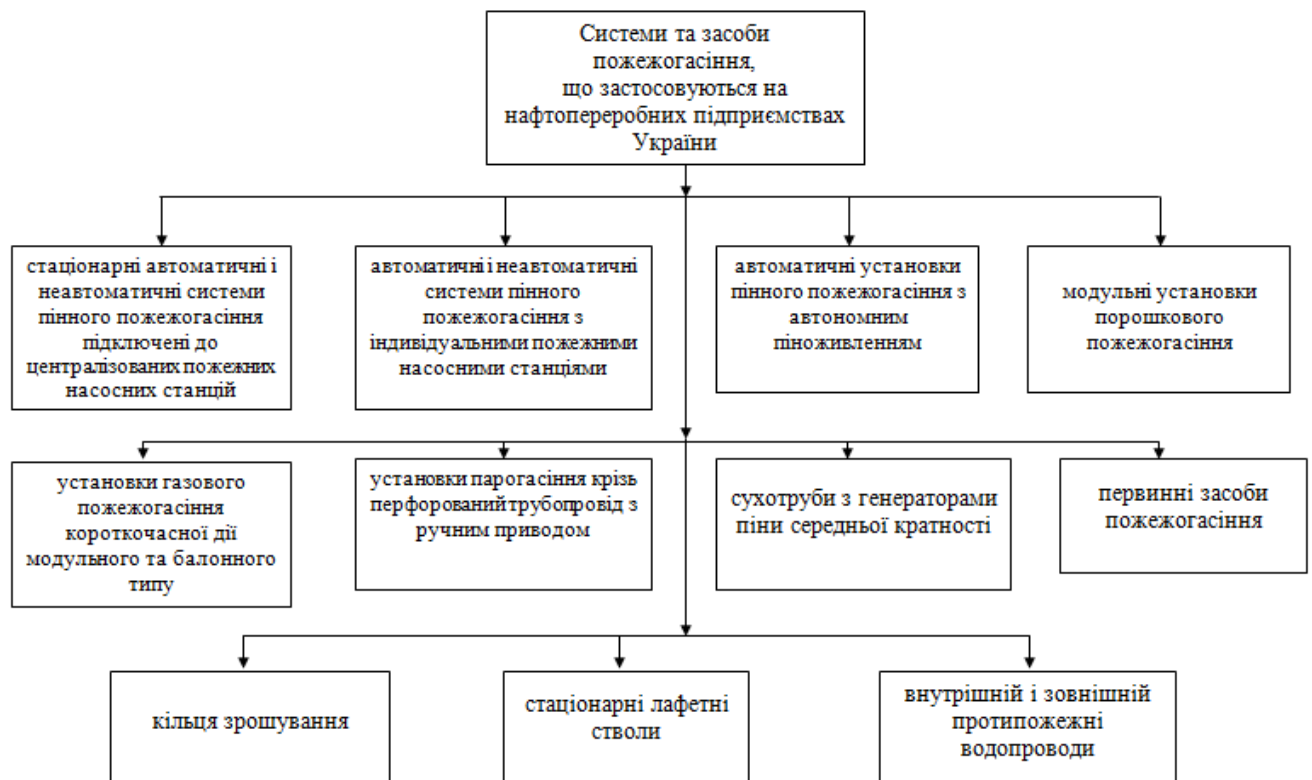 Системи та засоби
пожежогасіння,
що застосовуються на
нафтопереробних підприємствах
України
стаціонарні автоматичні і
неавтоматичні системи
пінного пожежогасіння
підключені до
централізованих пожежних
насосних станцій
автоматичні і неавтоматичні
системи пінного
пожежогасіння з
індивідуальними пожежними
насосними станціями
автоматичні установки
пінного пожежогасіння з
автономним
піноживленням
модульні установки
порошкового
пожежогасіння
установки газового
пожежогасіння
короткочасної дії
модульного та балонного
типу
установки парогасіння крізь
перфорований трубопровід з
ручним приводом
сухотруби з генераторами
піни середньої кратності
первинні засоби
пожежогасіння
кільця зрошування
стаціонарні лафетні
стволи
внутрішній і зовнішній
протипожежні
водопроводи